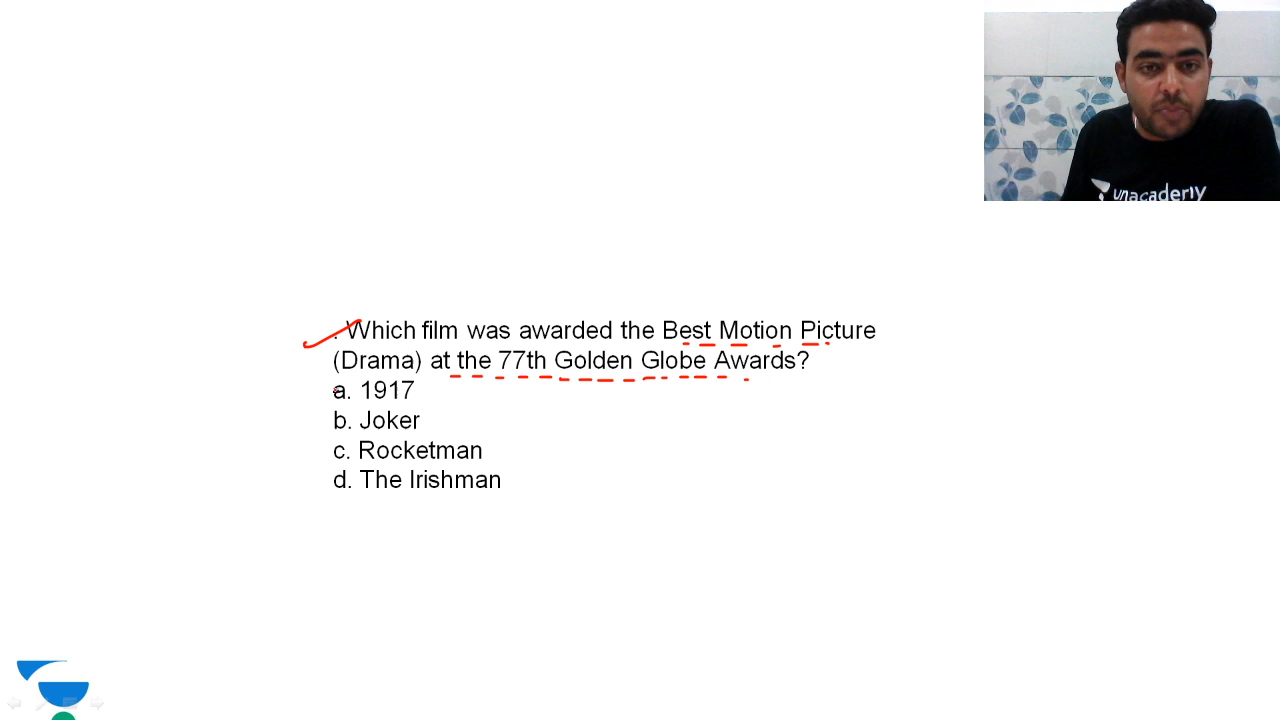 unacademy
. Which film was awarded the Best Motion Picture
(Drama) at the 77th Golden Globe Awards?
a. 1917
b. Joker
c. Rocketman
d. The Irishman